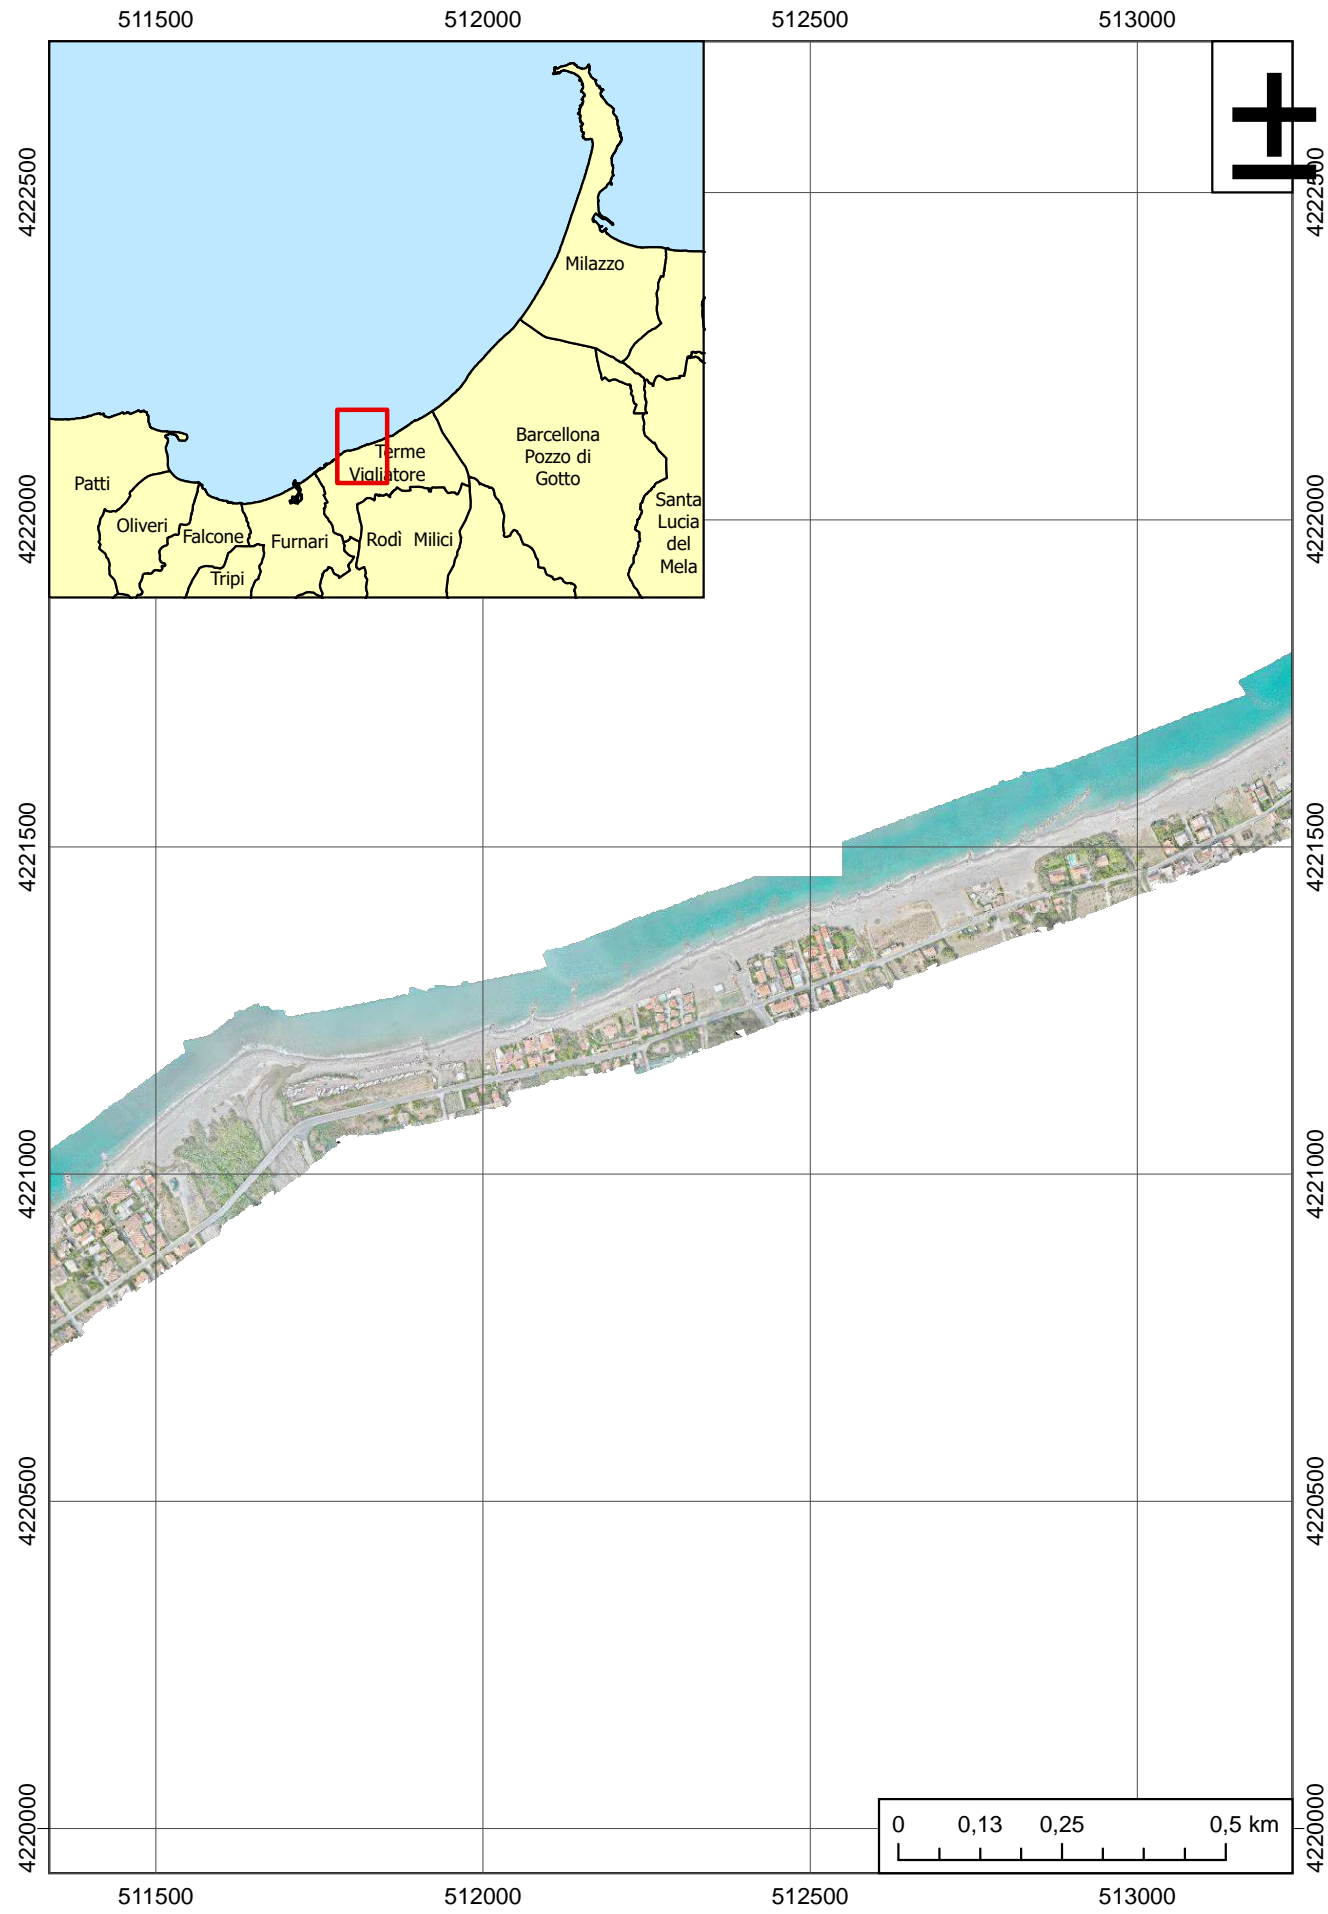 511500 512000 512500 513000
4222500 4222500
Milazzo
Barcellona
Pozzo di
Gotto
Terme
Vigliatore
Patti
Oliveri
Falcone
Furnari
Rodì Milici
Tripi
Santa
Lucia
del
Mela
4222000 4222000
4221500 4221500
4221000 4221000
4220500 4220500
4220000 4220000
0 0,13 0,25 0,5 km
511500 512000 512500 513000